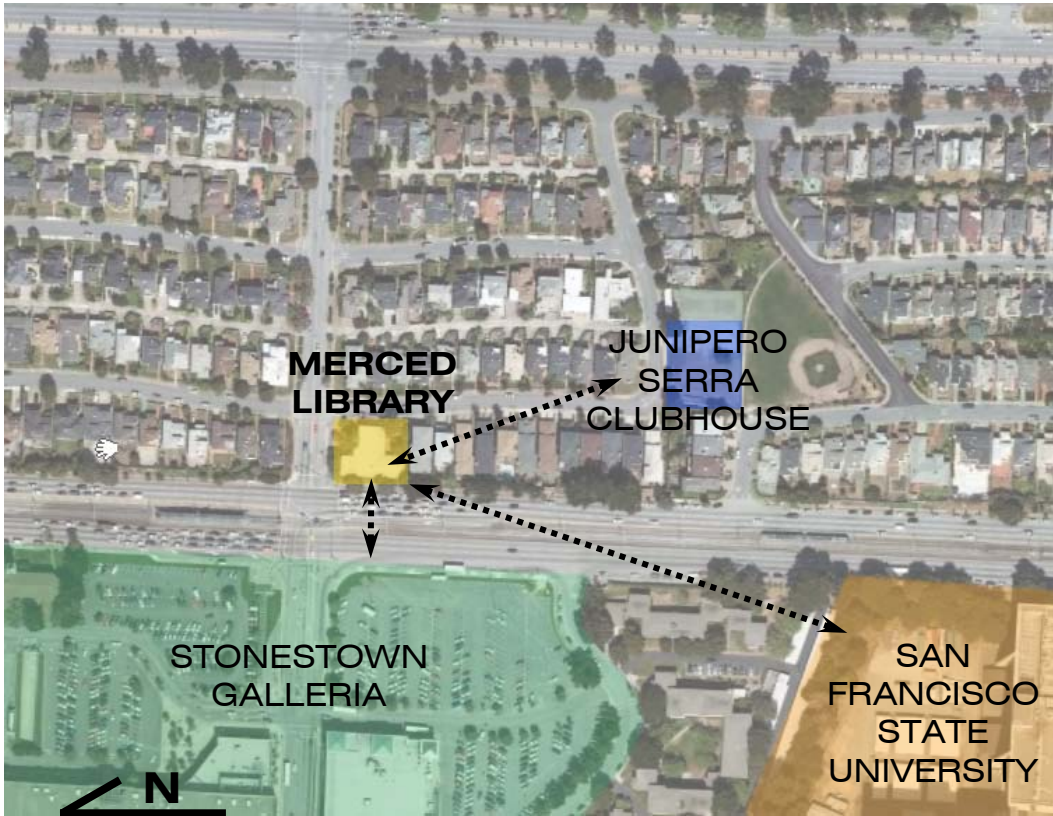 MERCED
LIBRARY
JUNIPERO
SERRA
CLUBHOUSE
STONESTOWN
GALLERIA
SAN
FRANCISCO
STATE
UNIVERSITY
N